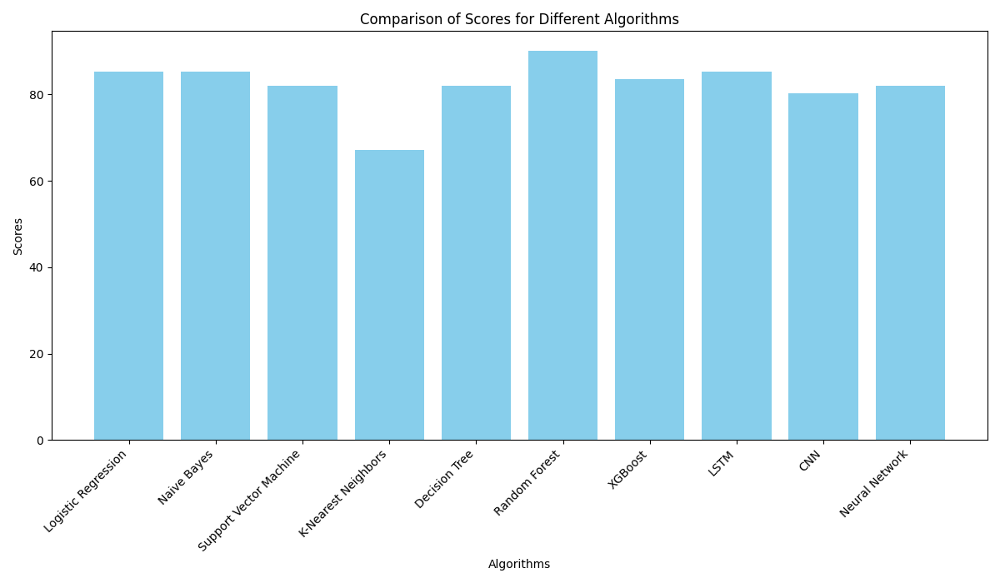 Comparison of Scores for Different Algorithms
80
60
40
20
0
Scores
Logistic Regression
Naive Bayes
Support Vector Machine
K-Nearest Neighbors
Decision Tree
Random Forest
XGBoost
LSTM
CNN
Neural Network
Algorithms